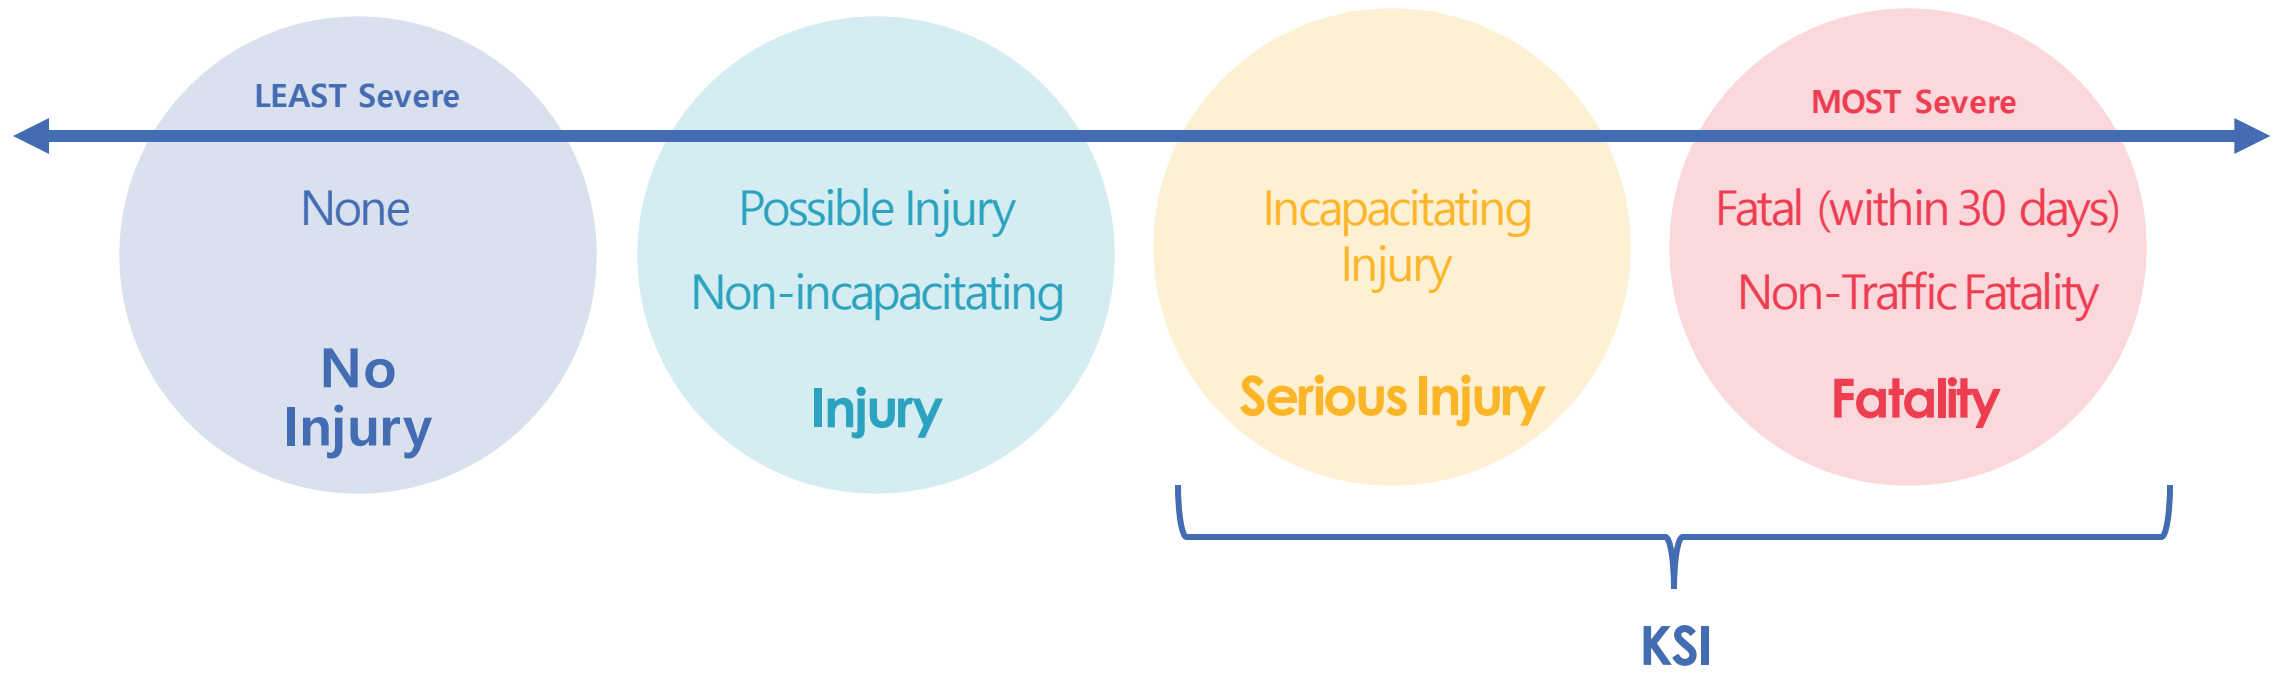 LEAST Severe
None
No
Injury
Possible Injury
Non-incapacitating
Injury
Incapacitating
Injury
Serious Injury
MOST Severe
Fatal (within 30 days)
Non-Traffic Fatality
Fatality
KSI